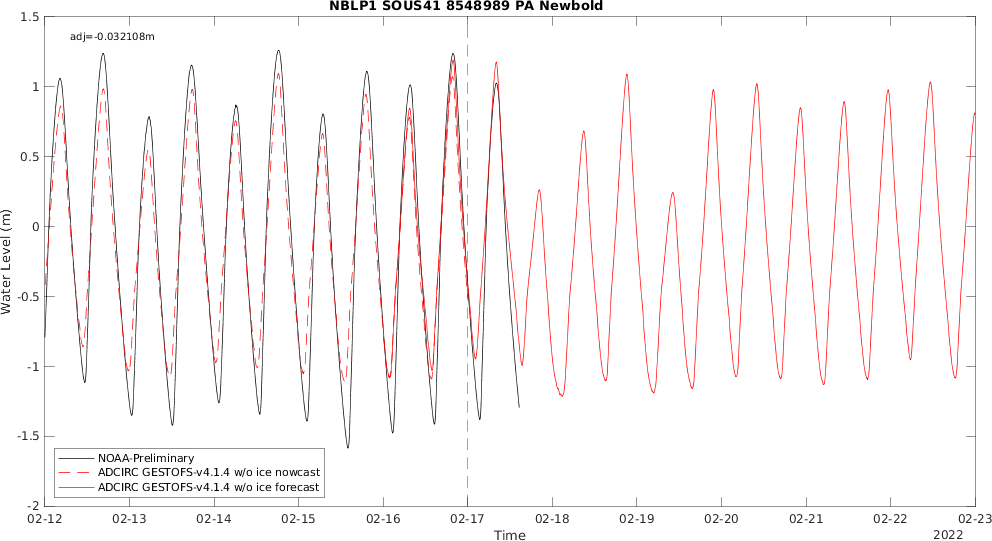 NBLP1 SOUS41 8548989 PA Newbold
adj=-0.032108m
1.5
1
0.5
0
-0.5
-1
-1.5
-2
Water Level (m)
NOAA-Preliminary
ADCIRC GESTOFS-v4.1.4 w/o ice nowcast
ADCIRC GESTOFS-v4.1.4 w/o ice forecast
02-12 02-13 02-14 02-15 02-16 02-17 02-18 02-19 02-20 02-21 02-22 02-23
Time
2022